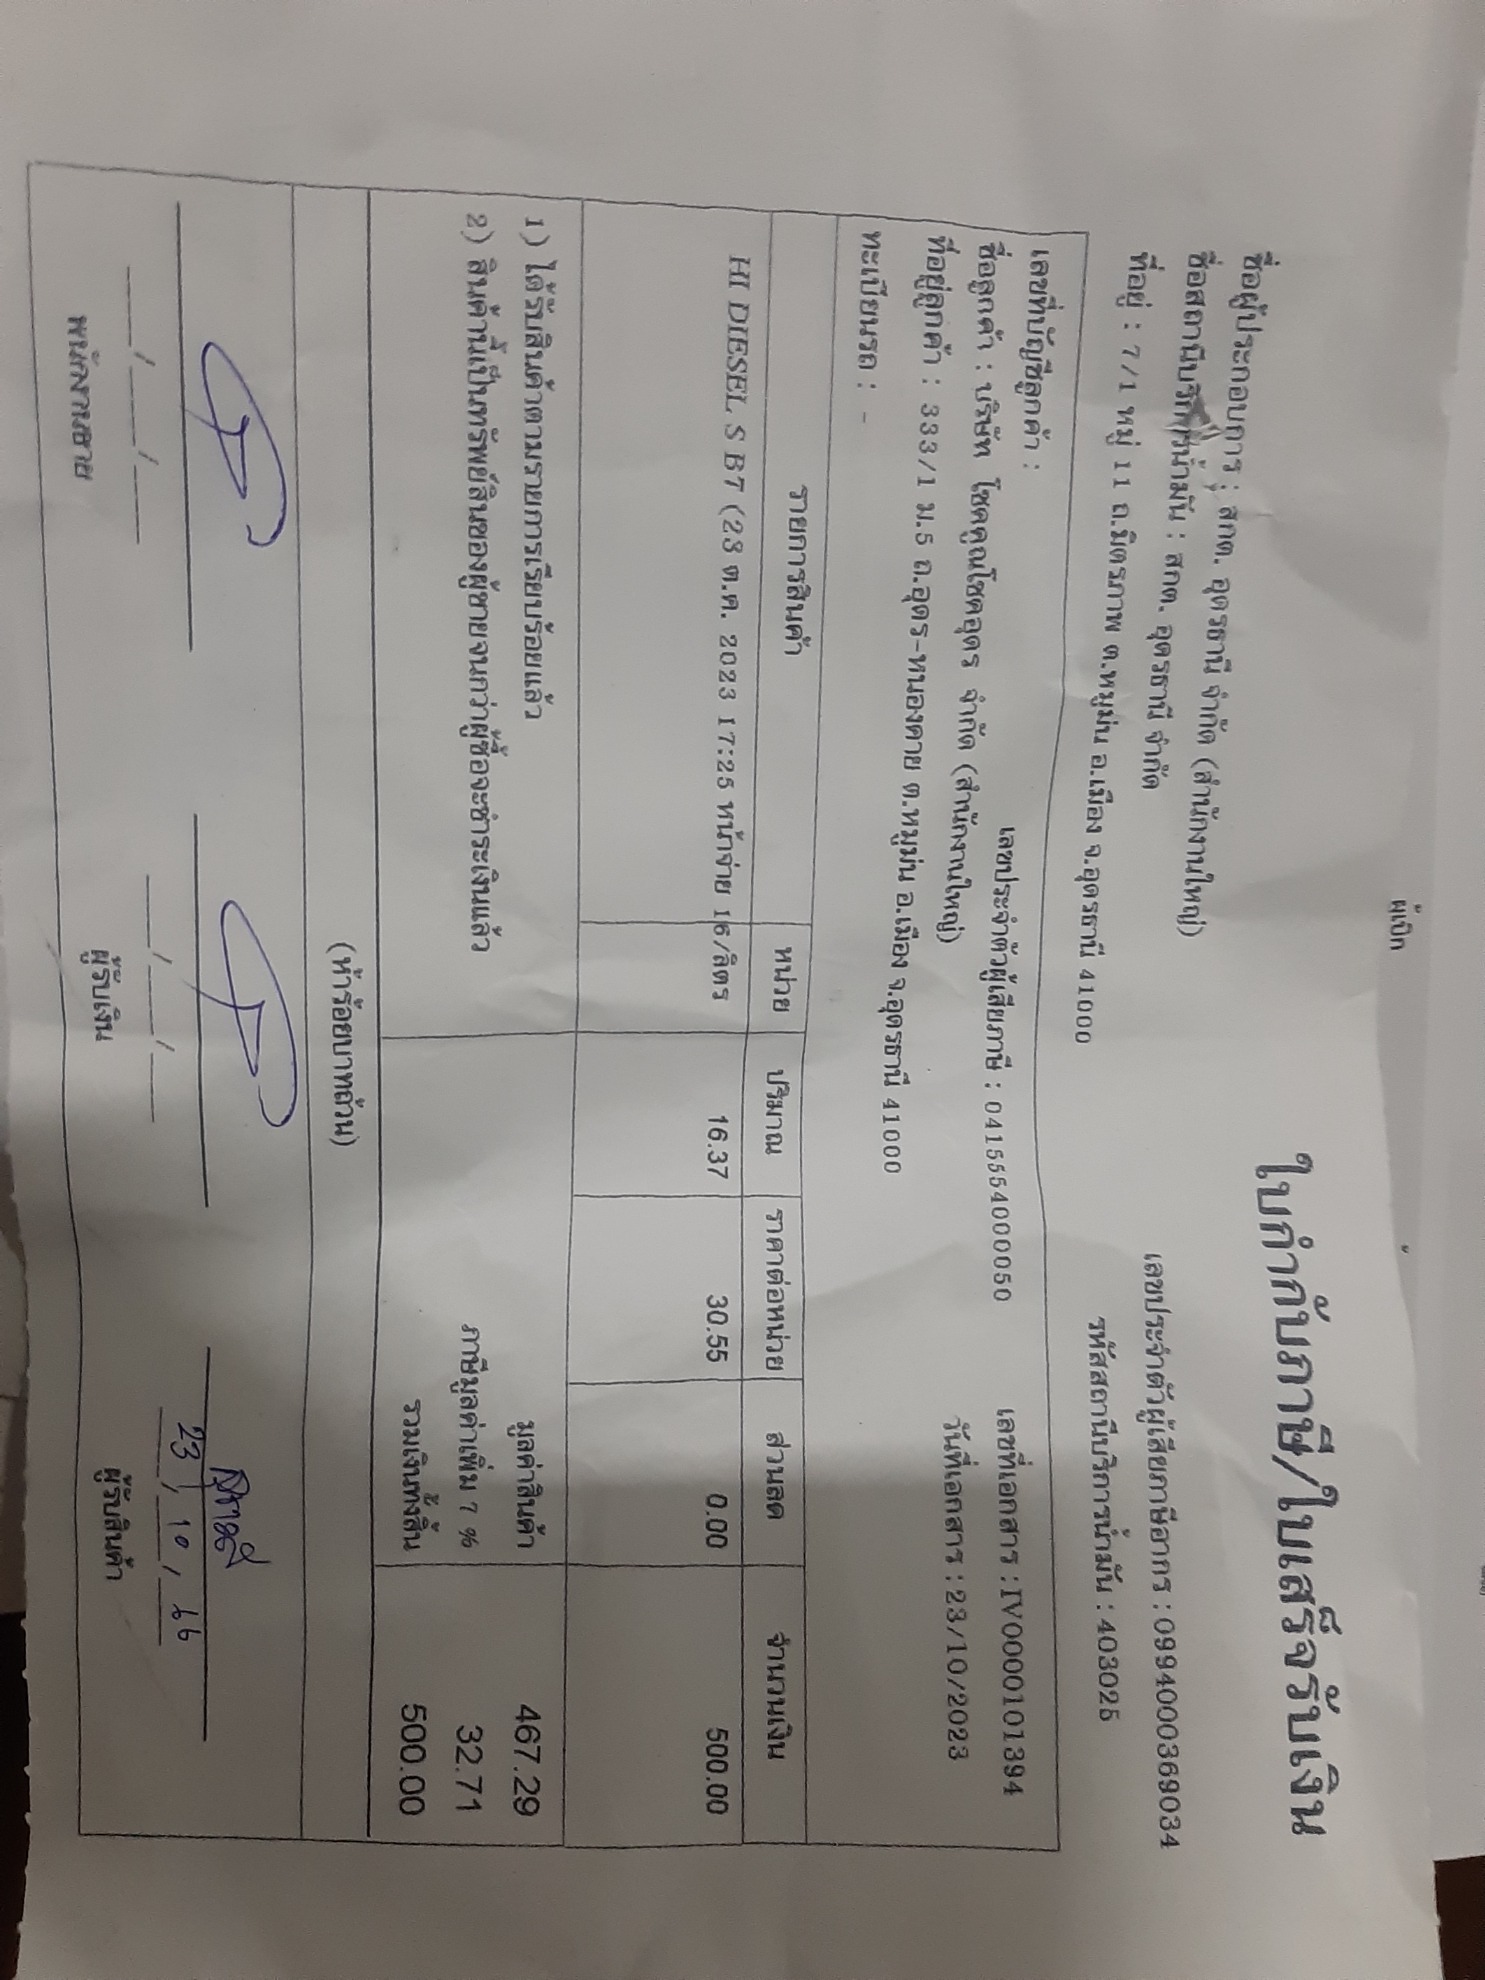 ผู้เบิก
ใบกำกับภาษี/ใบเสร็จรับเงิน
ชื่อผู้ประกอบการ : สกต. อุดรธานี จำกัด (สำนักงานใหญ่)
เลขประจำตัวผู้เสียภาษีอากร : 0994000369034
ชื่อสถานีบริการน้ำมัน : สกต. อุดรธานี จำกัด
รหัสสถานีบริการน้ำมัน : 403025
ที่อยู่ : 7/1 หมู่ 11 ถ.มิตรภาพ ต.หมูม่น อ.เมือง จ.อุดรธานี 41000
เลขที่บัญชีลูกค้า :
เลขประจำตัวผู้เสียภาษี : 0415554000050
เลขที่เอกสาร : IV0000101394
ชื่อลูกค้า : บริษัท โชคคูณโชคอุดร จำกัด (สำนักงานใหญ่)
วันที่เอกสาร : 23/10/2023
ที่อยู่ลูกค้า : 333/1 ม.5 ถ.อุดร-หนองคาย ต.หมูม่น อ.เมือง จ.อุดรธานี 41000
ทะเบียนรถ : -
รายการสินค้า หน่วย ปริมาณ ราคาต่อหน่วย ส่วนลด จำนวนเงิน
HI DIESEL S B7 (23 ต.ค. 2023 17:25 หน้าจ่าย 16/ลิตร 16.37 30.55 0.00 500.00
1) ได้รับสินค้าตามรายการเรียบร้อยแล้ว
มูลค่าสินค้า 467.29
2) สินค้านี้เป็นทรัพย์สินของผู้ขายจนกว่าผู้ซื้อจะชำระเงินแล้ว
ภาษีมูลค่าเพิ่ม 7 % 32.71
รวมเงินทั้งสิ้น 500.00
(ห้าร้อยบาทถ้วน)
___/___/___ ___/___/___ 23/10/66
พนักงานขาย ผู้รับเงิน ผู้รับสินค้า